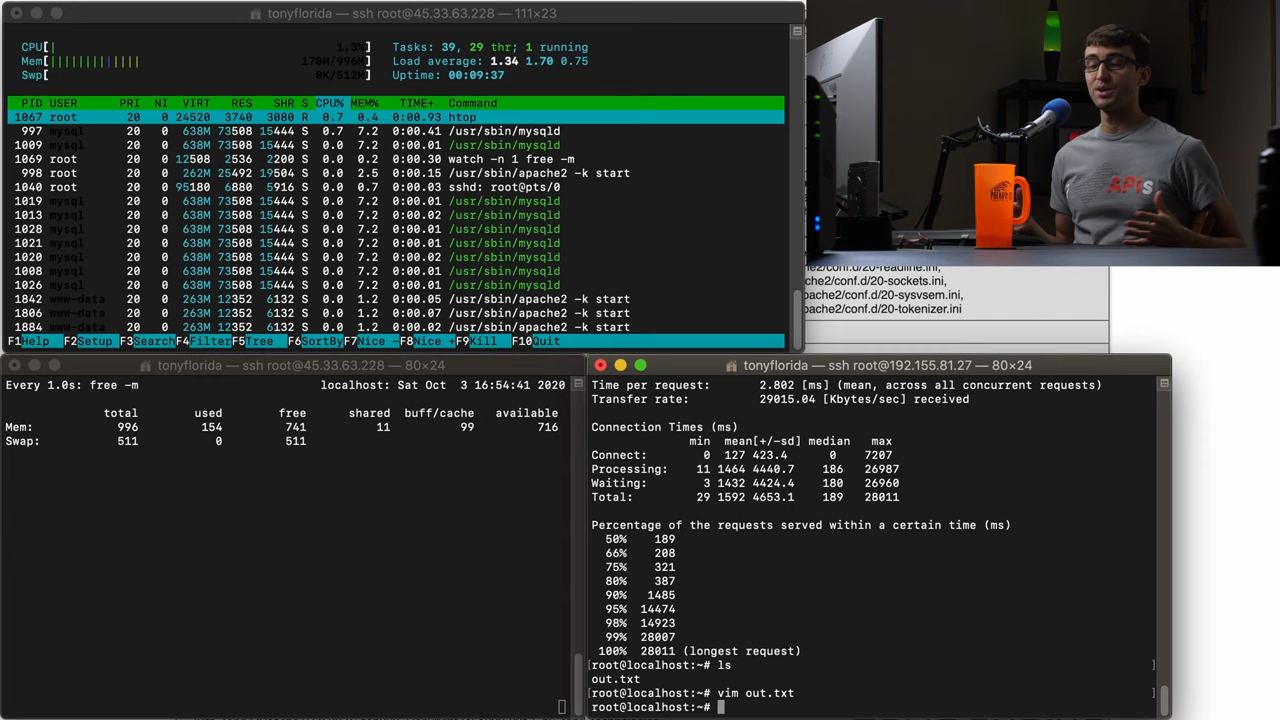 tonyflorida — ssh root@45.33.63.228 — 111×23
CPU[| 1.3%] Tasks: 39, 29 thr; 1 running
Mem[|||||||||||||| 170M/996M] Load average: 1.34 1.70 0.75
Swp[ 0K/512M] Uptime: 00:09:37
PID USER PRI NI VIRT RES SHR S CPU% MEM% TIME+ Command
1067 root 20 0 24520 3740 3080 R 0.7 0.4 0:00.93 htop
997 mysql 20 0 638M 73508 15444 S 0.7 7.2 0:00.41 /usr/sbin/mysqld
1009 mysql 20 0 638M 73508 15444 S 0.0 7.2 0:00.01 /usr/sbin/mysqld
1069 root 20 0 12508 2536 2200 S 0.0 0.2 0:00.30 watch -n 1 free -m
998 root 20 0 262M 25492 19504 S 0.0 2.5 0:00.15 /usr/sbin/apache2 -k start
1040 root 20 0 95180 6880 5916 S 0.0 0.7 0:00.03 sshd: root@pts/0
1019 mysql 20 0 638M 73508 15444 S 0.0 7.2 0:00.01 /usr/sbin/mysqld
1013 mysql 20 0 638M 73508 15444 S 0.0 7.2 0:00.02 /usr/sbin/mysqld
1028 mysql 20 0 638M 73508 15444 S 0.0 7.2 0:00.01 /usr/sbin/mysqld
1021 mysql 20 0 638M 73508 15444 S 0.0 7.2 0:00.01 /usr/sbin/mysqld
1020 mysql 20 0 638M 73508 15444 S 0.0 7.2 0:00.02 /usr/sbin/mysqld
1008 mysql 20 0 638M 73508 15444 S 0.0 7.2 0:00.01 /usr/sbin/mysqld
1026 mysql 20 0 638M 73508 15444 S 0.0 7.2 0:00.01 /usr/sbin/mysqld
1842 www-data 20 0 263M 12352 6132 S 0.0 1.2 0:00.05 /usr/sbin/apache2 -k start
1806 www-data 20 0 263M 12352 6132 S 0.0 1.2 0:00.07 /usr/sbin/apache2 -k start
1884 www-data 20 0 263M 12352 6132 S 0.0 1.2 0:00.02 /usr/sbin/apache2 -k start
F1Help F2Setup F3Search F4Filter F5Tree F6SortBy F7Nice - F8Nice + F9Kill F10Quit
APIs
ache2/conf.d/20-readline.ini,
che2/conf.d/20-sockets.ini,
pache2/conf.d/20-sysvsem.ini,
pache2/conf.d/20-tokenizer.ini
tonyflorida — ssh root@45.33.63.228 — 80×24
Every 1.0s: free -m localhost: Sat Oct 3 16:54:41 2020
total used free shared buff/cache available
Mem: 996 154 741 11 99 716
Swap: 511 0 511
tonyflorida — ssh root@192.155.81.27 — 80×24
Time per request: 2.802 [ms] (mean, across all concurrent requests)
Transfer rate: 29015.04 [Kbytes/sec] received
Connection Times (ms)
min mean[+/-sd] median max
Connect: 0 127 423.4 0 7207
Processing: 11 1464 4440.7 186 26987
Waiting: 3 1432 4424.4 180 26960
Total: 29 1592 4653.1 189 28011
Percentage of the requests served within a certain time (ms)
50% 189
66% 208
75% 321
80% 387
90% 1485
95% 14474
98% 14923
99% 28007
100% 28011 (longest request)
[root@localhost:~# ls ]
out.txt
[root@localhost:~# vim out.txt ]
root@localhost:~#